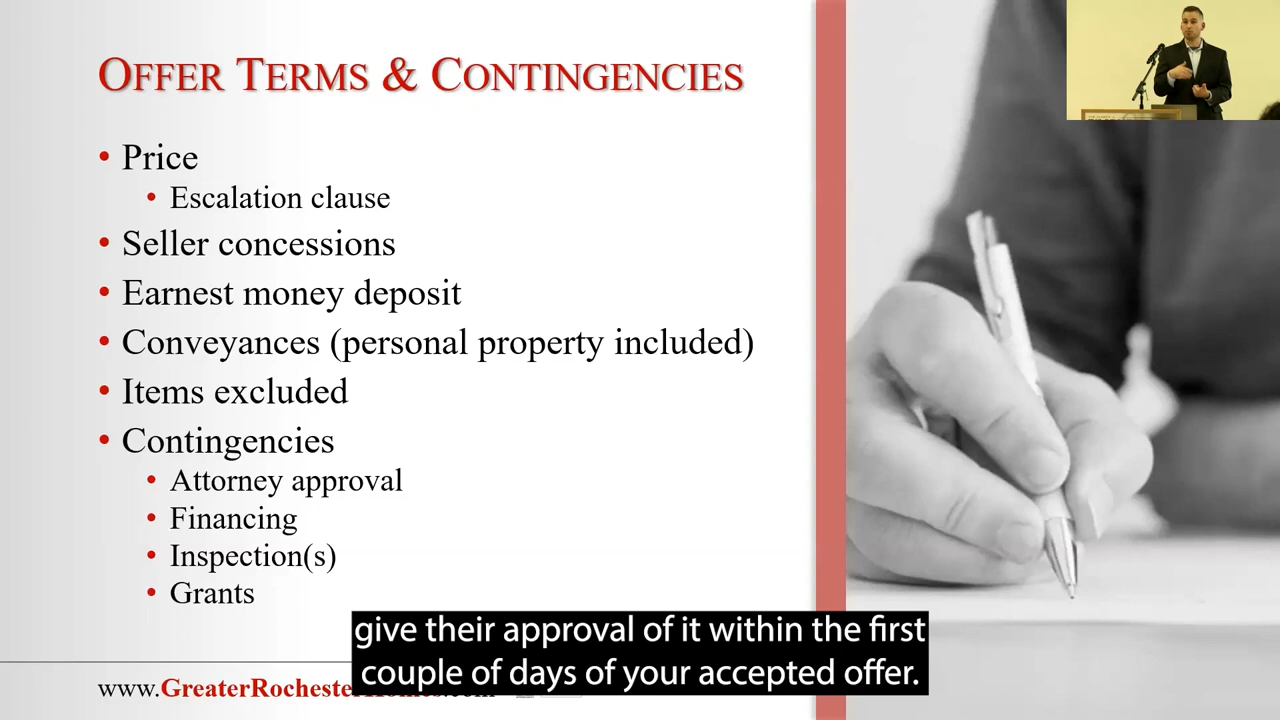 OFFER TERMS & CONTINGENCIES
• Price
• Escalation clause
• Seller concessions
• Earnest money deposit
• Conveyances (personal property included)
• Items excluded
• Contingencies
• Attorney approval
• Financing
• Inspection(s)
• Grants
give their approval of it within the first
couple of days of your accepted offer.
www.GreaterRochester